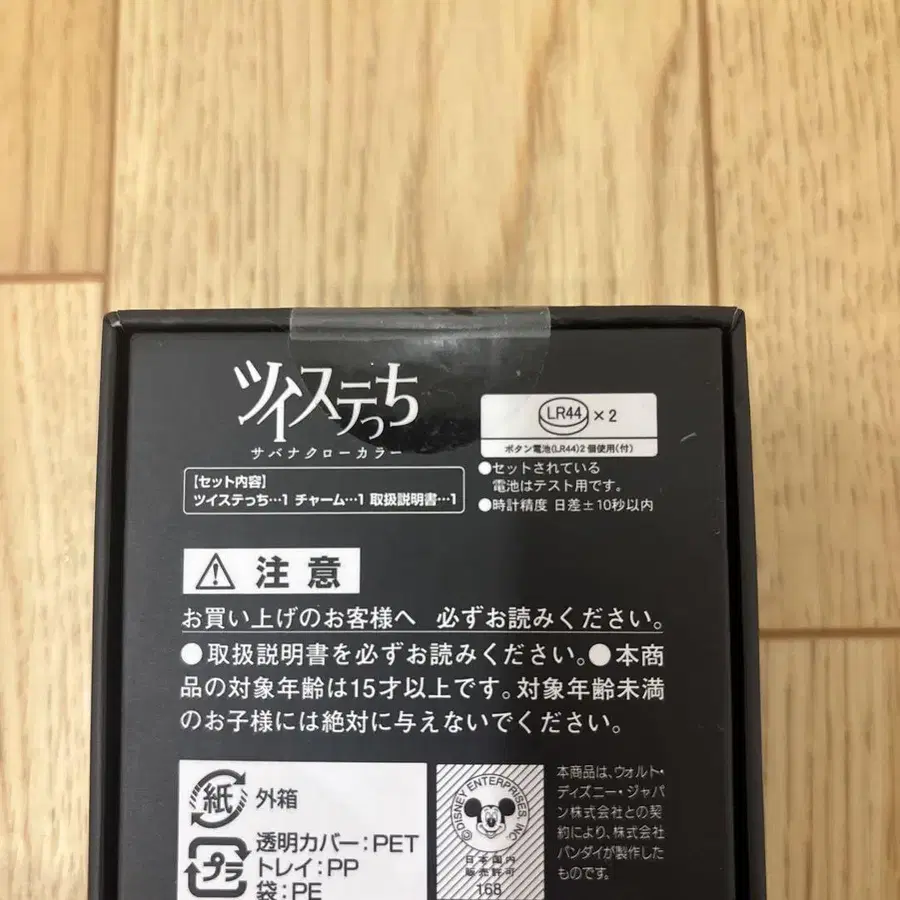 ツイステっち
サバナクローカラー
LR44 ×2
ボタン電池(LR44)2個使用(付)
【セット内容】
ツイステっち…1 チャーム…1 取扱説明書…1
●セットされている
電池はテスト用です。
●時計精度 日差±10秒以内
注意
お買い上げのお客様へ 必ずお読みください。
●取扱説明書を必ずお読みください。●本商
品の対象年齢は15才以上です。対象年齢未満
のお子様には絶対に与えないでください。
紙 外箱
プラ
透明カバー:PET
トレイ:PP
袋:PE
©DISNEY ENTERPRISES, INC.
日本国内
販売許可
168
本商品は、ウォルト・
ディズニー・ジャパ
ン株式会社との契
約により、株式会社
バンダイが製作した
ものです。